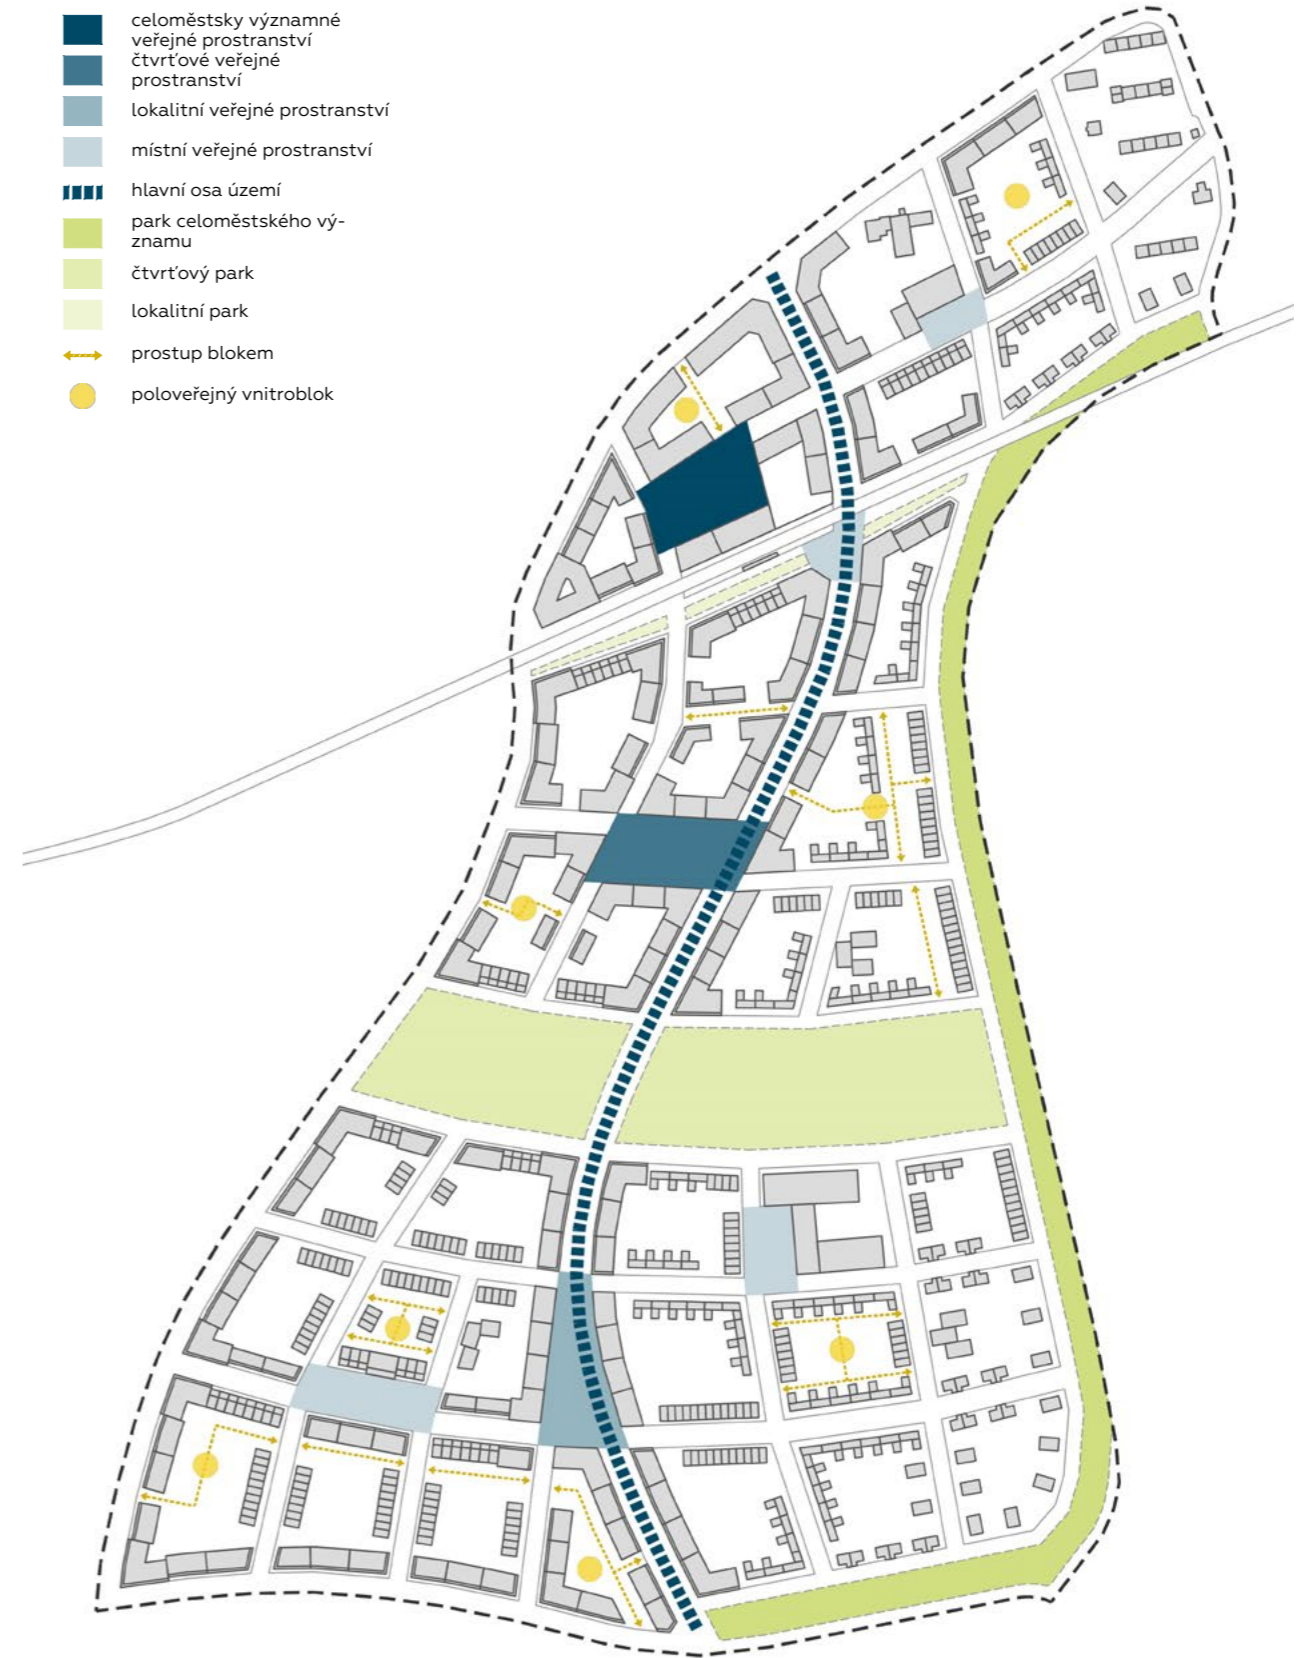 celoměstsky významné
veřejné prostranství
čtvrťové veřejné
prostranství
lokalitní veřejné prostranství
místní veřejné prostranství
hlavní osa území
park celoměstského vý-
znamu
čtvrťový park
lokalitní park
prostup blokem
poloveřejný vnitroblok